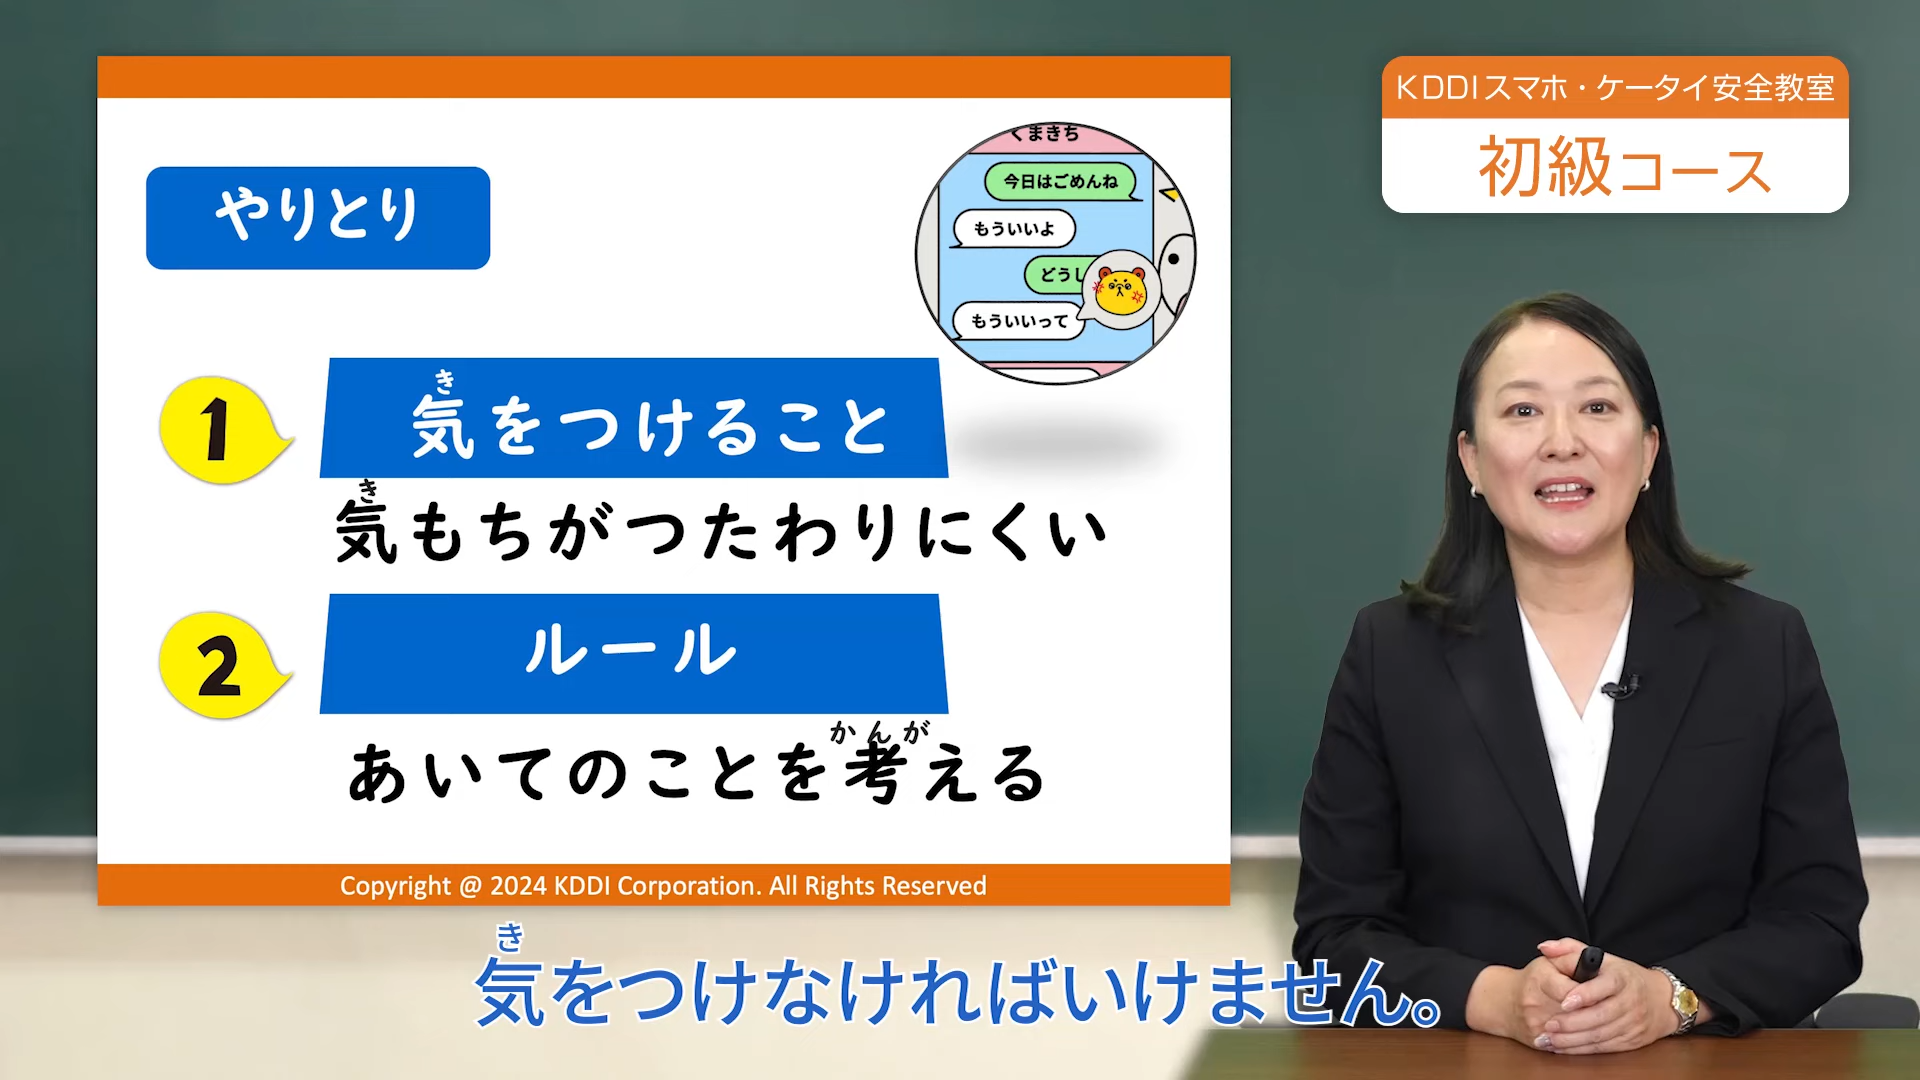 KDDIスマホ・ケータイ安全教室
初級コース
やりとり
くまきち
今日はごめんね
もういいよ
どうし
もういいって
1
き
気をつけること
き
気もちがつたわりにくい
2
ルール
かんが
あいてのことを考える
Copyright @ 2024 KDDI Corporation. All Rights Reserved
き
気をつけなければいけません。